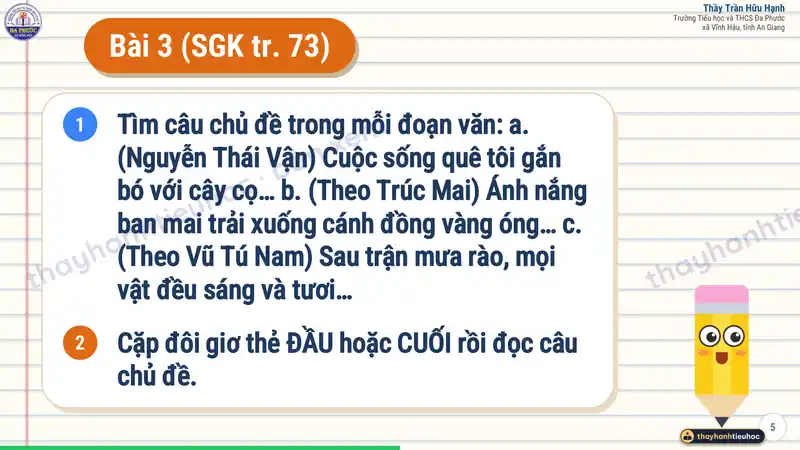 Thầy Trần Hữu Hạnh
Trường Tiểu học và THCS Đa Phước
xã Vĩnh Hậu, tỉnh An Giang
ĐA PHƯỚC
Bài 3 (SGK tr. 73)
1
Tìm câu chủ đề trong mỗi đoạn văn: a.
(Nguyễn Thái Vận) Cuộc sống quê tôi gắn
bó với cây cọ… b. (Theo Trúc Mai) Ánh nắng
ban mai trải xuống cánh đồng vàng óng… c.
(Theo Vũ Tú Nam) Sau trận mưa rào, mọi
vật đều sáng và tươi…
2
Cặp đôi giơ thẻ ĐẦU hoặc CUỐI rồi đọc câu
chủ đề.
thayhanhtieuhoc
5